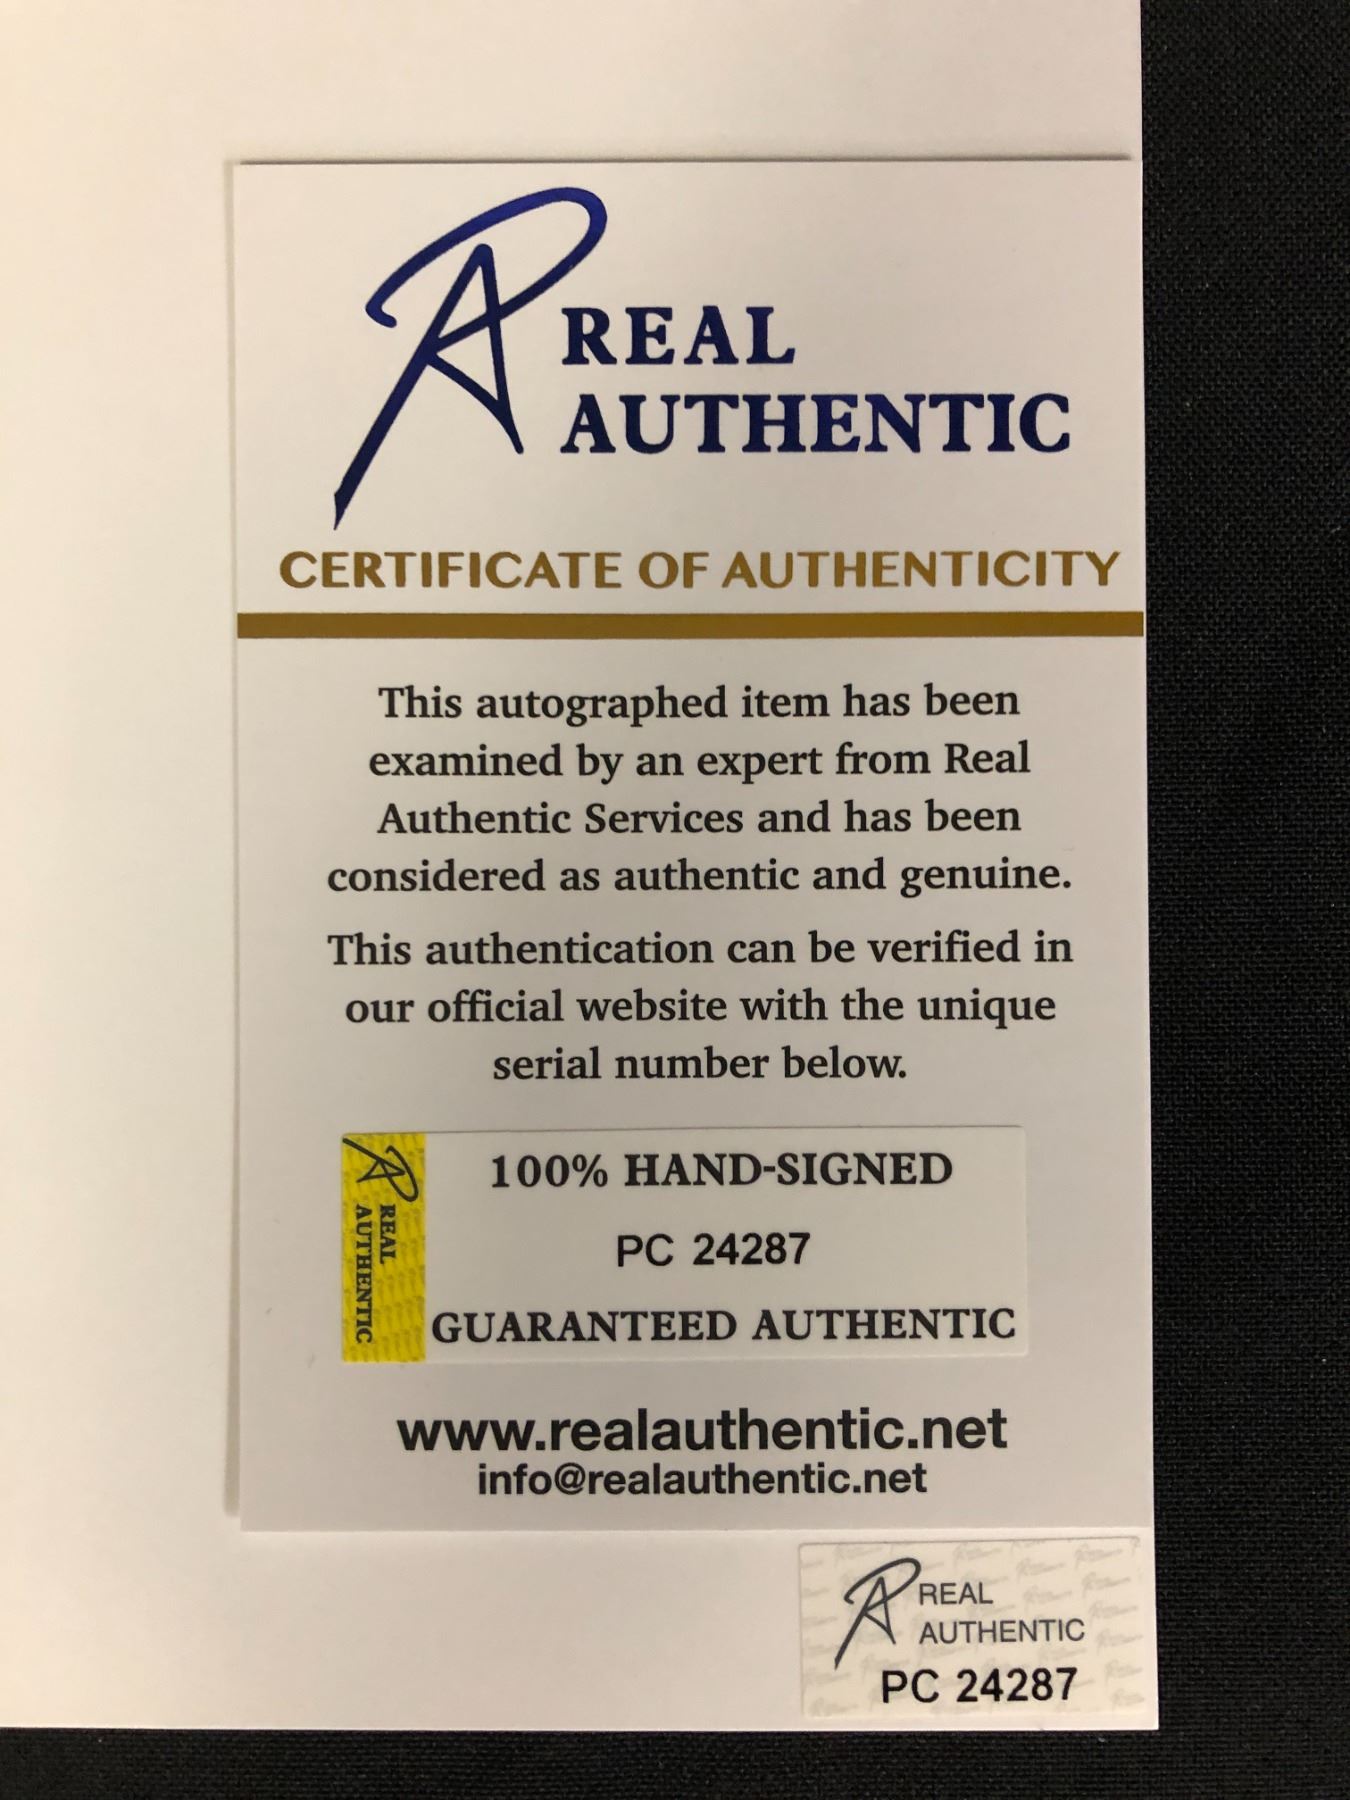 REAL
AUTHENTIC
CERTIFICATE OF AUTHENTICITY
This autographed item has been
examined by an expert from Real
Authentic Services and has been
considered as authentic and genuine.
This authentication can be verified in
our official website with the unique
serial number below.
REAL
AUTHENTIC
100% HAND-SIGNED
PC 24287
GUARANTEED AUTHENTIC
www.realauthentic.net
info@realauthentic.net
REAL
AUTHENTIC
PC 24287